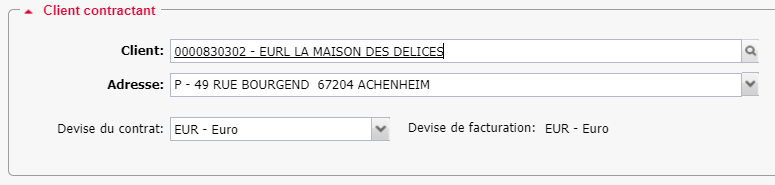 Client contractant
Client: 0000830302 - EURL LA MAISON DES DELICES
Adresse: P - 49 RUE BOURGEND  67204 ACHENHEIM
Devise du contrat: EUR - Euro Devise de facturation: EUR - Euro